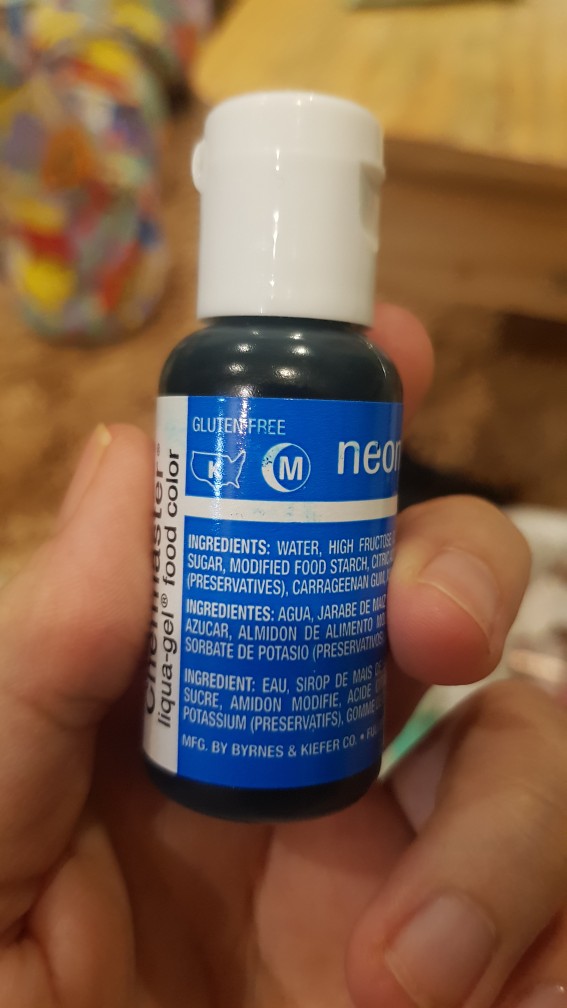 GLUTEN FREE
K
M
neon
INGREDIENTS: WATER, HIGH FRUCTOSE
SUGAR, MODIFIED FOOD STARCH, CITRIC
(PRESERVATIVES), CARRAGEENAN GUM,
INGREDIENTES: AGUA, JARABE DE MAIZ
AZUCAR, ALMIDON DE ALIMENTO
SORBATE DE POTASIO (PRESERVATIVOS
INGREDIENT: EAU, SIROP DE MAIS
SUCRE, AMIDON MODIFIE, ACIDE
POTASSIUM (PRESERVATIFS), GOMME
MFG. BY BYRNES & KIEFER CO. •
Chefmaster®
liqua-gel® food color